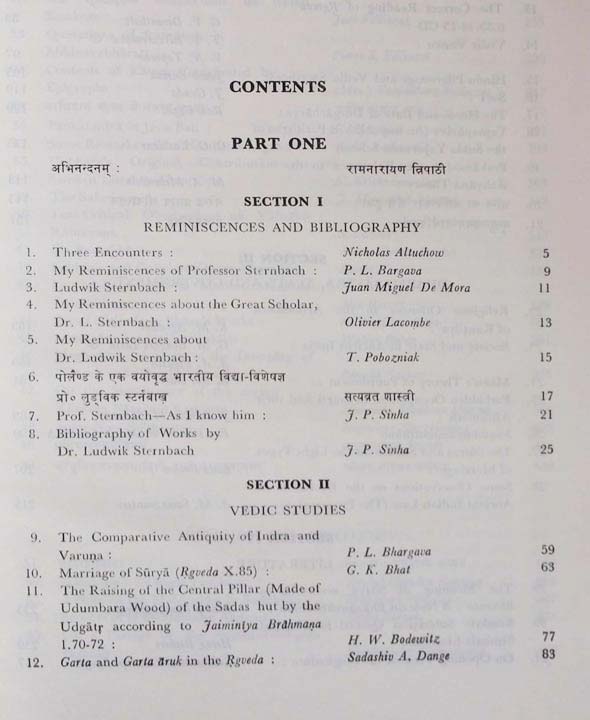 CONTENTS
PART ONE
अभिनन्दनम् : रामनारायण त्रिपाठी
SECTION I
REMINISCENCES AND BIBLIOGRAPHY
1. Three Encounters : Nicholas Altuchow 5
2. My Reminiscences of Professor Sternbach : P. L. Bargava 9
3. Ludwik Sternbach : Juan Miguel De Mora 11
4. My Reminiscences about the Great Scholar,
Dr. L. Sternbach : Olivier Lacombe 13
5. My Reminiscences about
Dr. Ludwik Sternbach : T. Pobozniak 15
6. पोलैण्ड के एक वयोवृद्ध भारतीय विद्या-विशेषज्ञ
प्रो० लुड्विक स्टर्नबाख़ सत्यव्रत शास्त्री 17
7. Prof. Sternbach—As I know him : J. P. Sinha 21
8. Bibliography of Works by
Dr. Ludwik Sternbach J. P. Sinha 25
SECTION II
VEDIC STUDIES
9. The Comparative Antiquity of Indra and
Varuṇa : P. L. Bhargava 59
10. Marriage of Sūryā (Ṛgveda X.85) : G. K. Bhat 63
11. The Raising of the Central Pillar (Made of
Udumbara Wood) of the Sadas hut by the
Udgātṛ according to Jaiminīya Brāhmaṇa
1.70-72 : H. W. Bodewitz 77
12. Garta and Garta āruk in the Ṛgveda : Sadashiv A. Dange 83